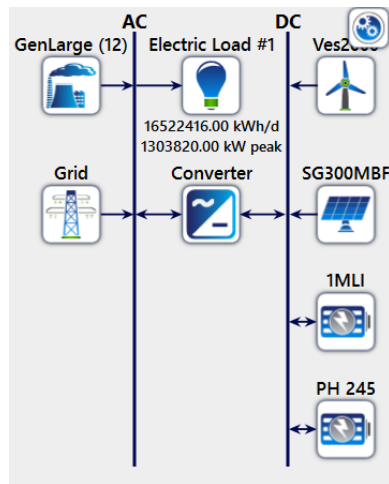 AC
DC
GenLarge (12)
Electric Load #1
16522416.00 kWh/d
1303820.00 kW peak
Grid
Converter
SG300MBF
1MLI
PH 245